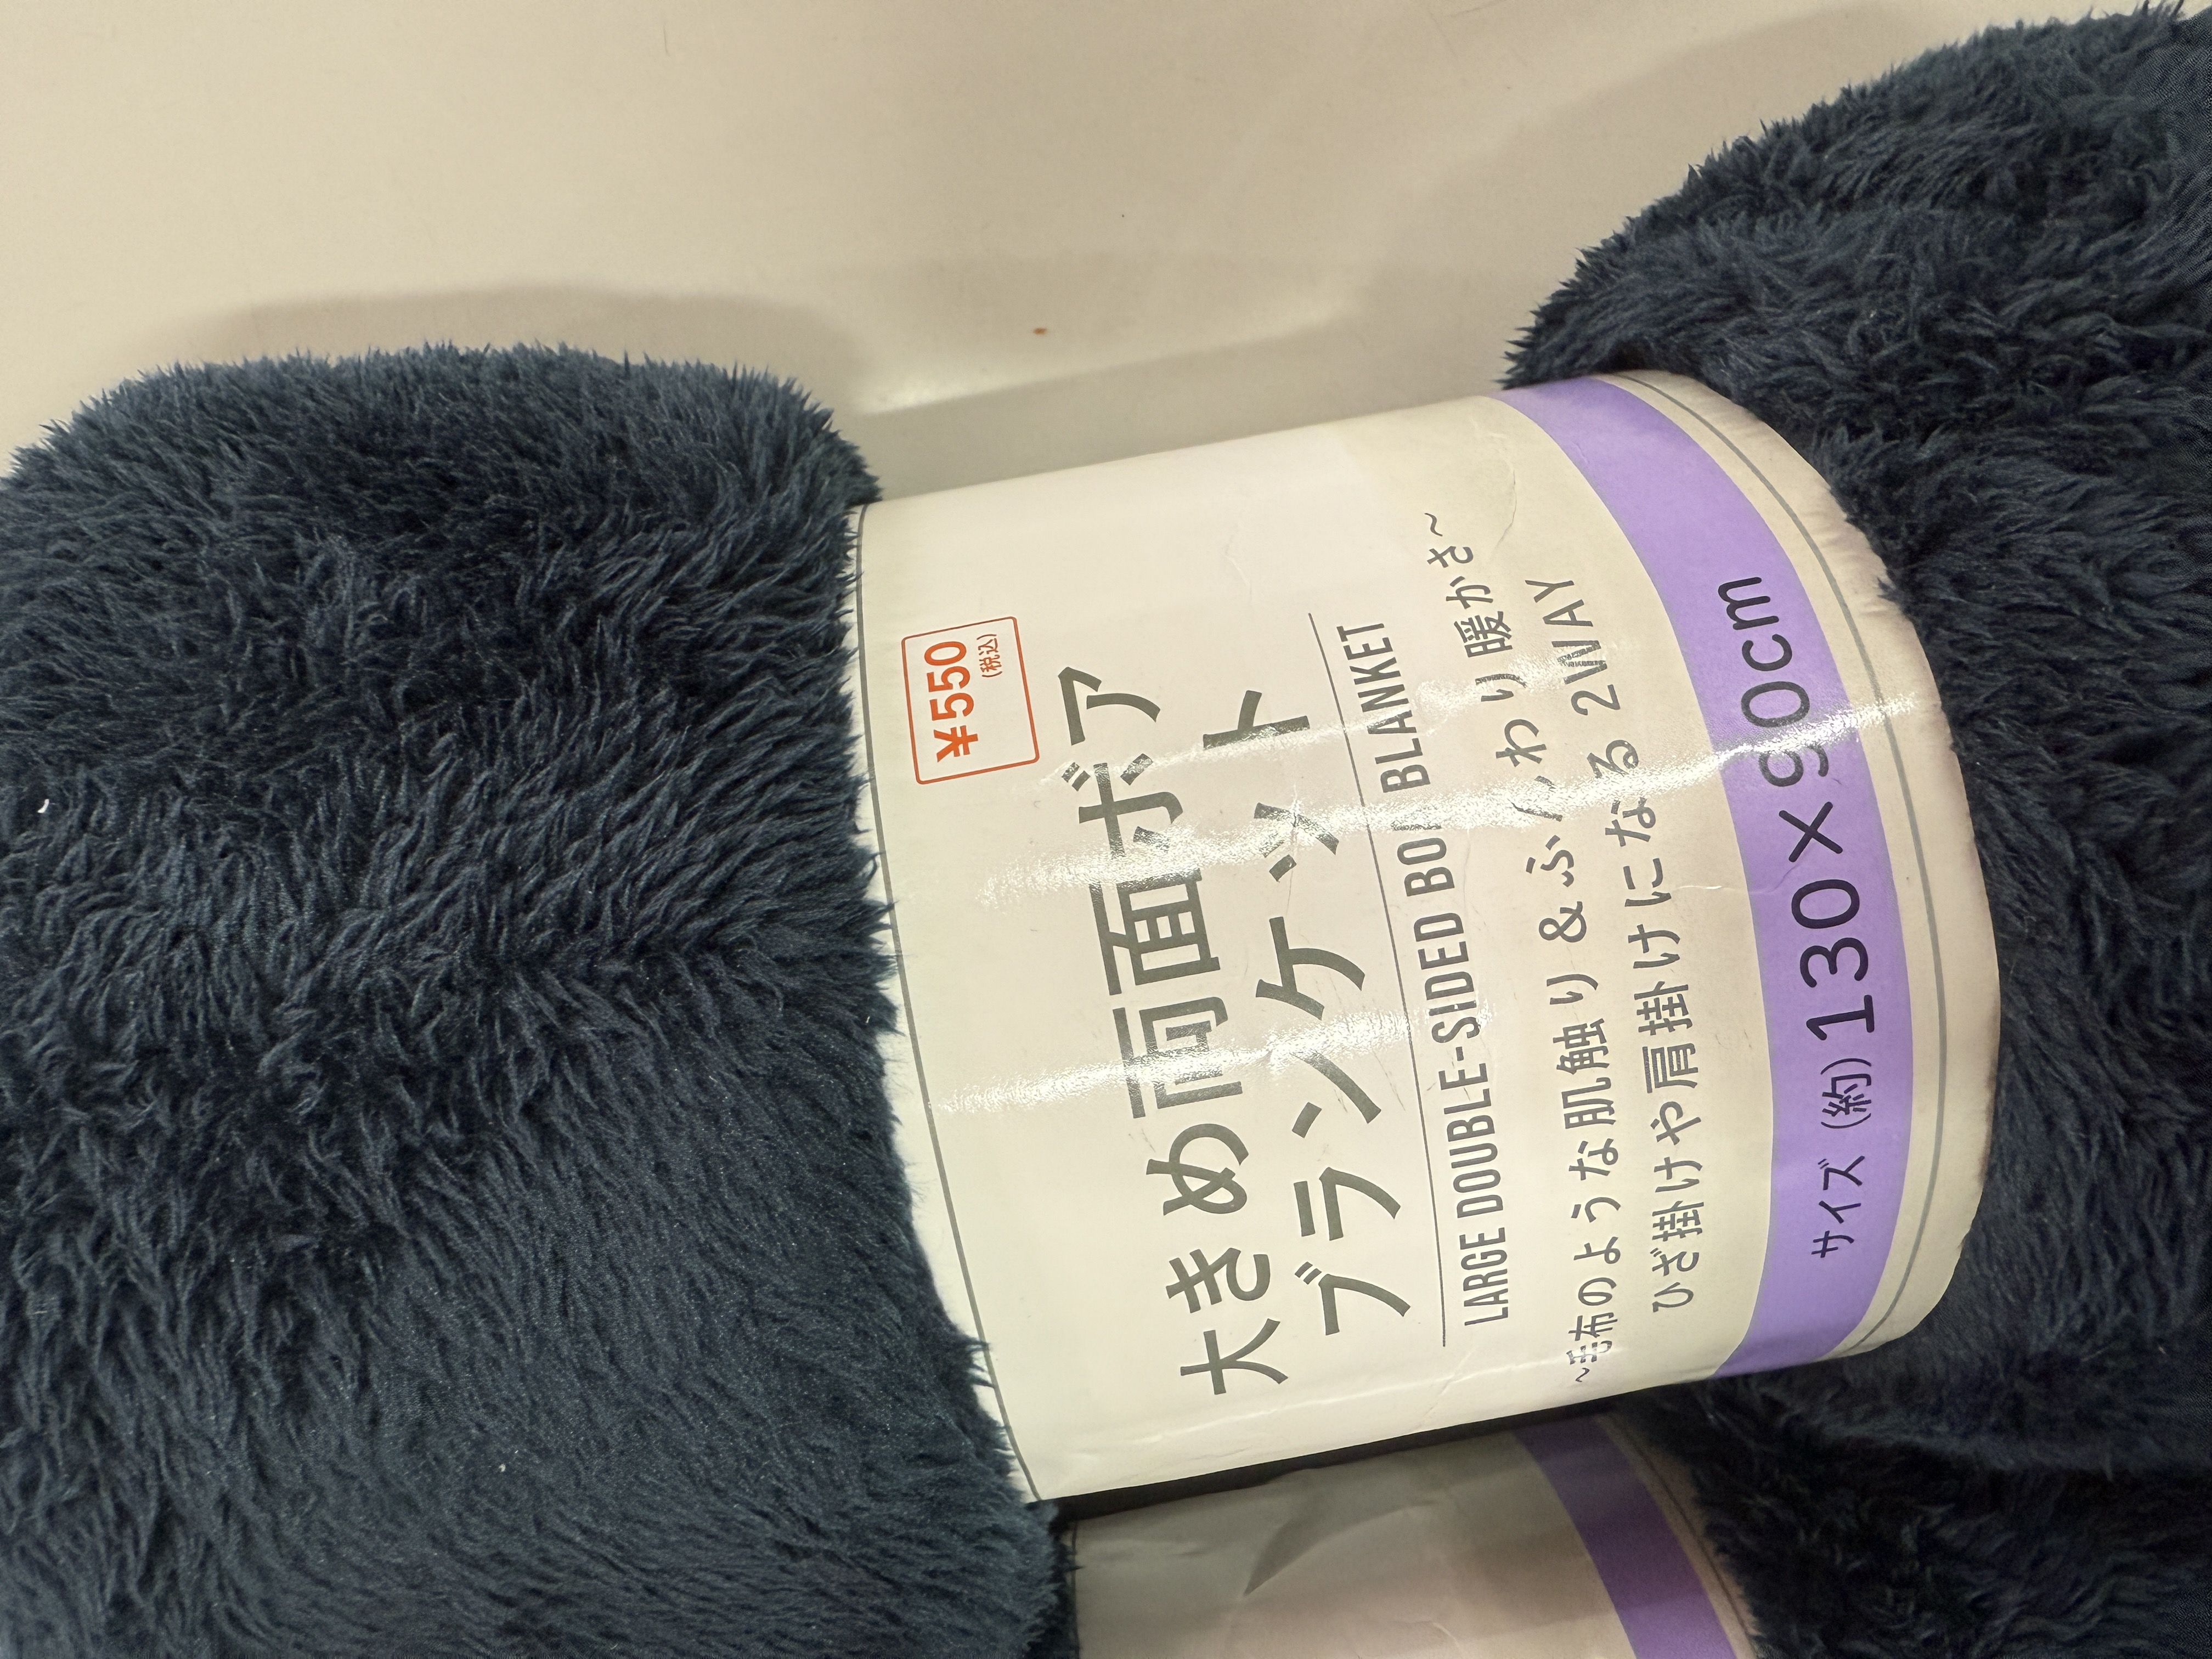 ¥550
(税込)
大きめ両面ボア
ブランケット
LARGE DOUBLE-SIDED BOA BLANKET
～毛布のような肌触り&ふんわり暖かさ～
ひざ掛けや肩掛けになる 2WAY
サイズ (約) 130×90cm